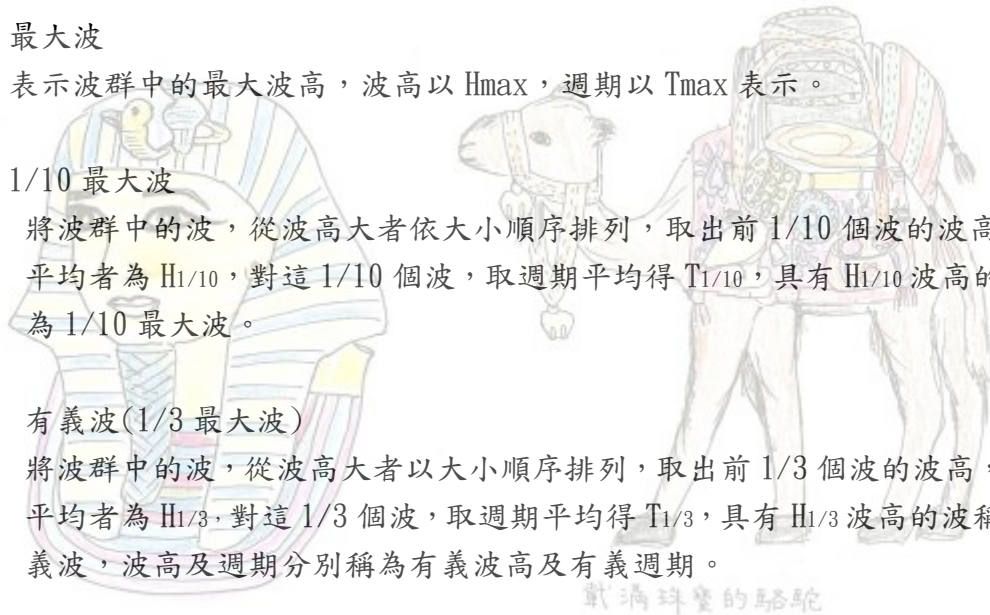 最大波
表示波群中的最大波高，波高以 Hmax，週期以 Tmax 表示。
1/10 最大波
將波群中的波，從波高大者依大小順序排列，取出前 1/10 個波的波高
平均者為 H1/10，對這 1/10 個波，取週期平均得 T1/10，具有 H1/10 波高的
為 1/10 最大波。
有義波(1/3 最大波)
將波群中的波，從波高大者以大小順序排列，取出前 1/3 個波的波高，
平均者為 H1/3，對這 1/3 個波，取週期平均得 T1/3，具有 H1/3 波高的波稱
義波，波高及週期分別稱為有義波高及有義週期。
載滿珠寶的駱駝